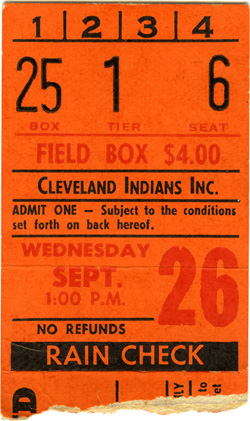 1 2 3 4
25 1 6
BOX TIER SEAT
FIELD BOX $4.00
CLEVELAND INDIANS INC.
ADMIT ONE — Subject to the conditions
set forth on back hereof.
WEDNESDAY
SEPT. 26
1:00 P.M.
NO REFUNDS
RAIN CHECK